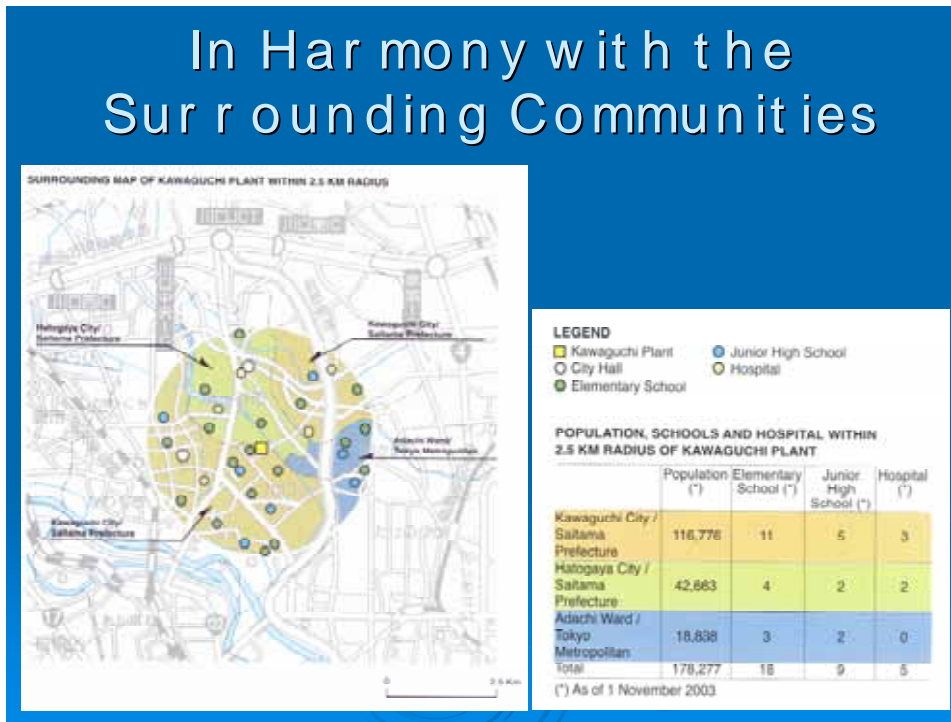 In Harmony with the
Surrounding Communities
SURROUNDING MAP OF KAWAGUCHI PLANT WITHIN 2.5 KM RADIUS
Hatogaya City/
Saitama Prefecture
Kawaguchi City/
Saitama Prefecture
Adachi Ward/
Tokyo Metropolitan
Kawaguchi City/
Saitama Prefecture
0 2.5 Km
LEGEND
Kawaguchi Plant Junior High School
City Hall Hospital
Elementary School
POPULATION, SCHOOLS AND HOSPITAL WITHIN
2.5 KM RADIUS OF KAWAGUCHI PLANT
Population Elementary Junior Hospital
(*) School (*) High (*)
School (*)
Kawaguchi City /
Saitama 116,776 11 5 3
Prefecture
Hatogaya City /
Saitama 42,663 4 2 2
Prefecture
Adachi Ward /
Tokyo 18,838 3 2 0
Metropolitan
Total 178,277 18 9 5
(*) As of 1 November 2003